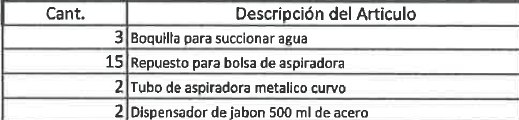 Cant. Descripción del Articulo
3 Boquilla para succionar agua
15 Repuesto para bolsa de aspiradora
2 Tubo de aspiradora metalico curvo
2 Dispensador de jabon 500 ml de acero